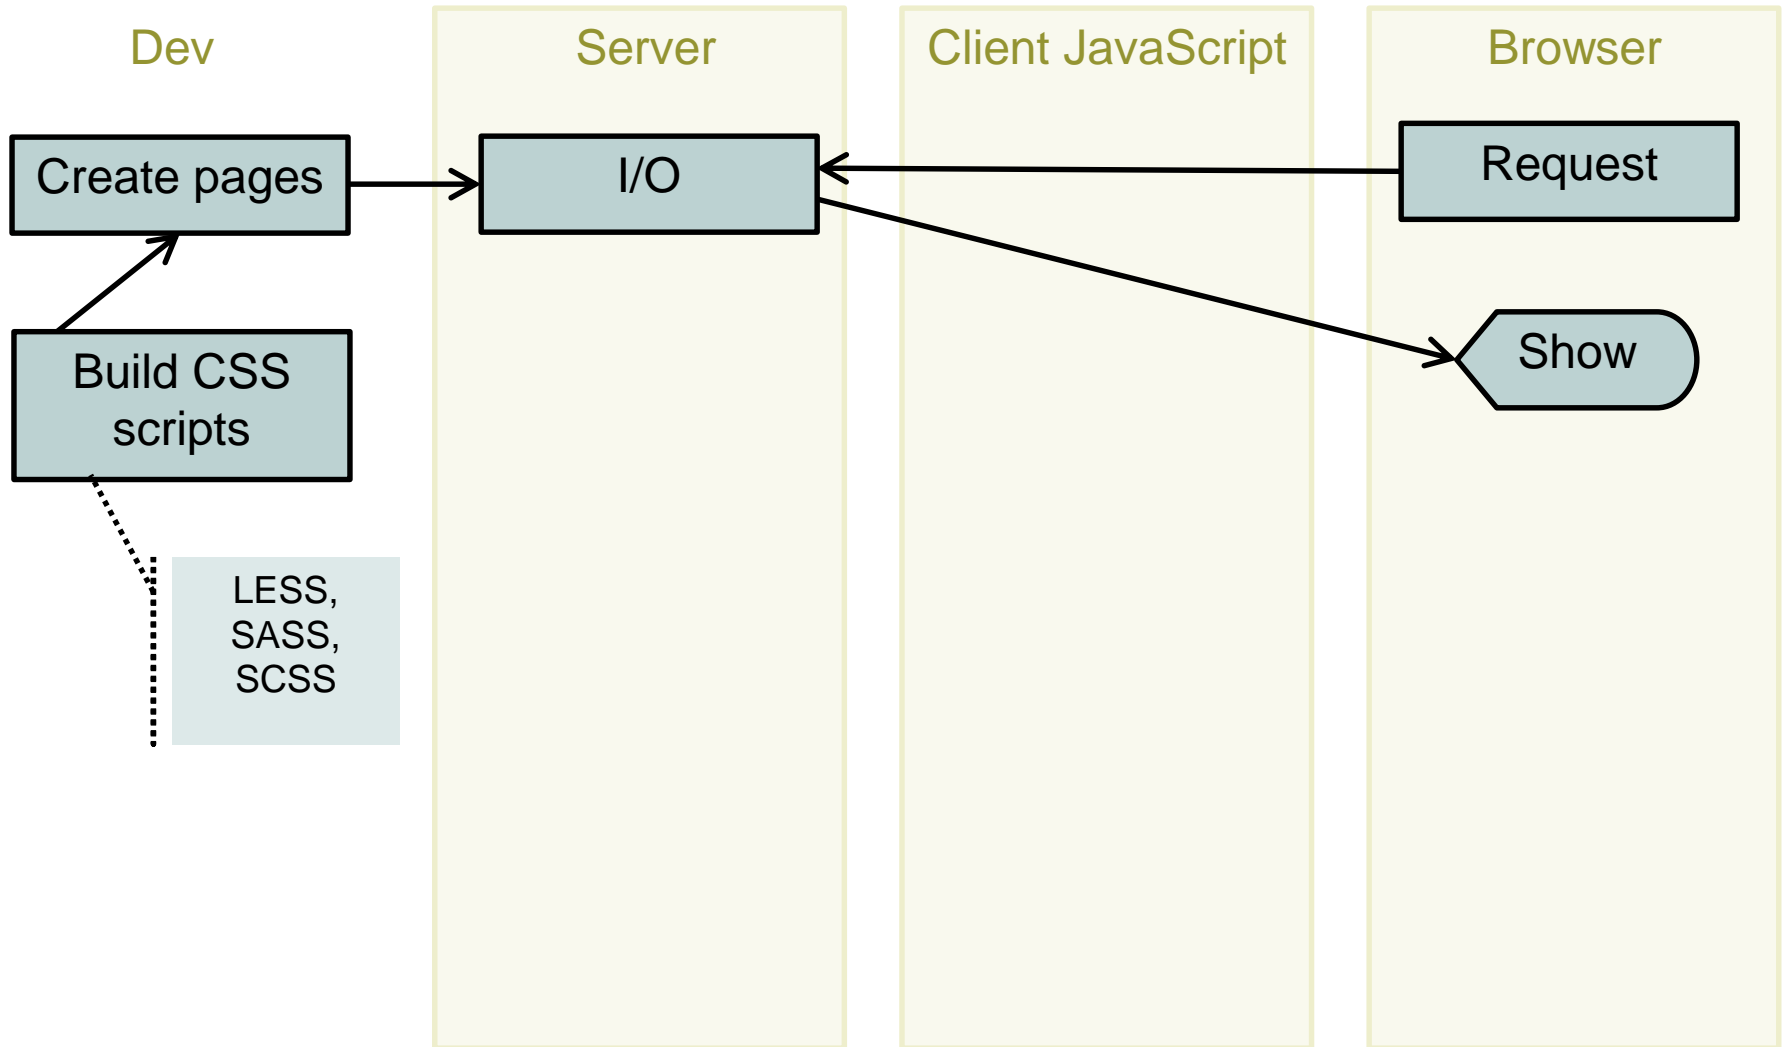 Dev
Server
Client JavaScript
Browser
Create pages
I/O
Request
Build CSS
scripts
Show
LESS,
SASS,
SCSS